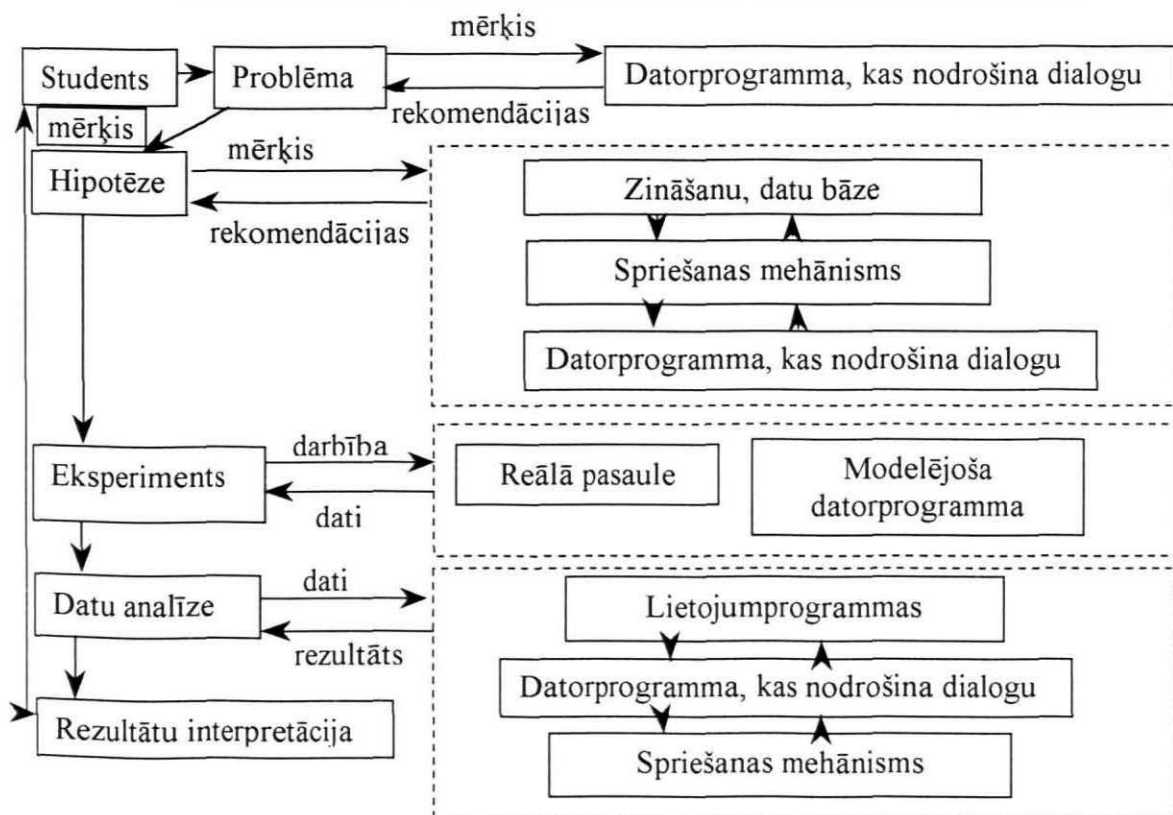 mērķis
Students
Problēma
Datorprogramma, kas nodrošina dialogu
rekomendācijas
mērķis
Hipotēze
mērķis
rekomendācijas
Zināšanu, datu bāze
Spriešanas mehānisms
Datorprogramma, kas nodrošina dialogu
Eksperiments
darbība
dati
Reālā pasaule
Modelējoša
datorprogramma
Datu analīze
dati
rezultāts
Lietojumprogrammas
Datorprogramma, kas nodrošina dialogu
Spriešanas mehānisms
Rezultātu interpretācija